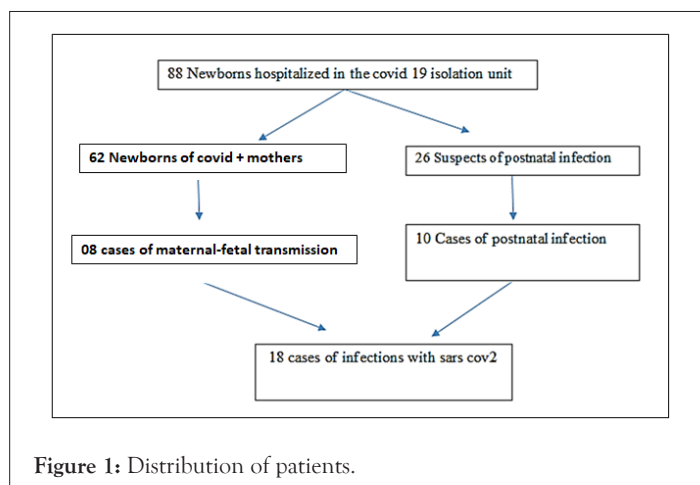 88 Newborns hospitalized in the covid 19 isolation unit
62 Newborns of covid + mothers
26 Suspects of postnatal infection
08 cases of maternal-fetal transmission
10 Cases of postnatal infection
18 cases of infections with sars cov2
Figure 1: Distribution of patients.